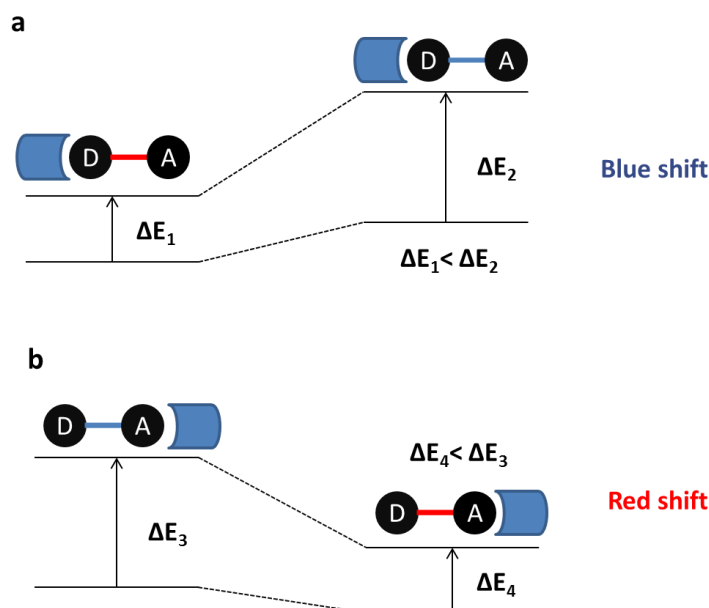 a
D A
D A
ΔE₂
Blue shift
ΔE₁
ΔE₁< ΔE₂
b
D A
ΔE₄< ΔE₃
D A
Red shift
ΔE₃
ΔE₄